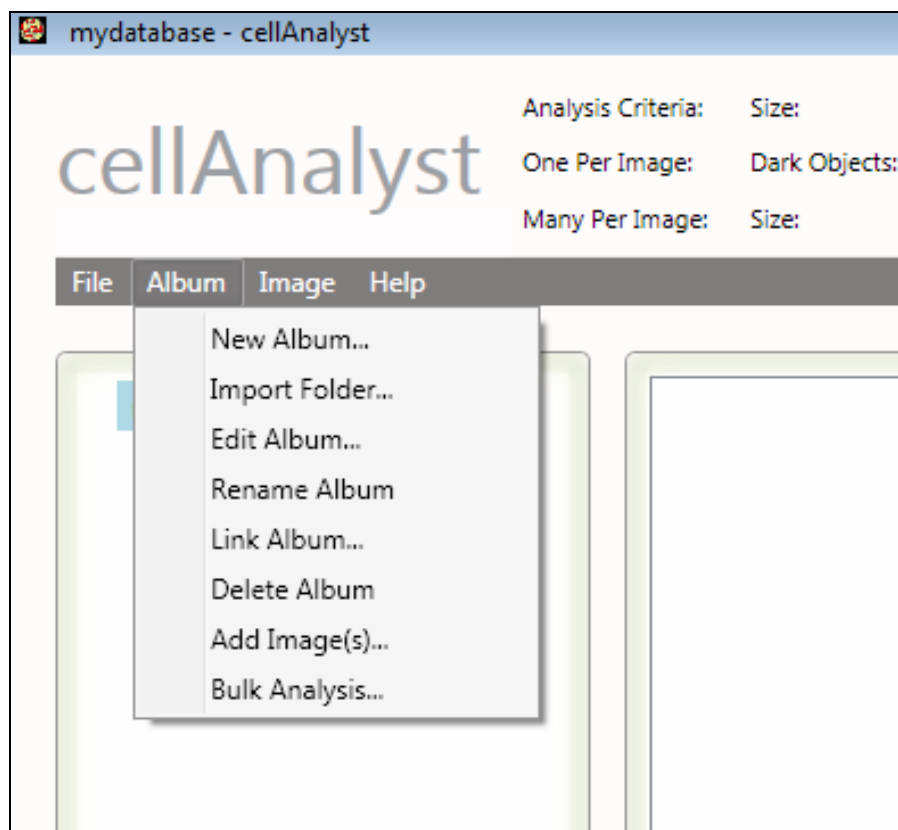 mydatabase - cellAnalyst
cellAnalyst
Analysis Criteria: Size:
One Per Image: Dark Objects:
Many Per Image: Size:
File Album Image Help
New Album...
Import Folder...
Edit Album...
Rename Album
Link Album...
Delete Album
Add Image(s)...
Bulk Analysis...